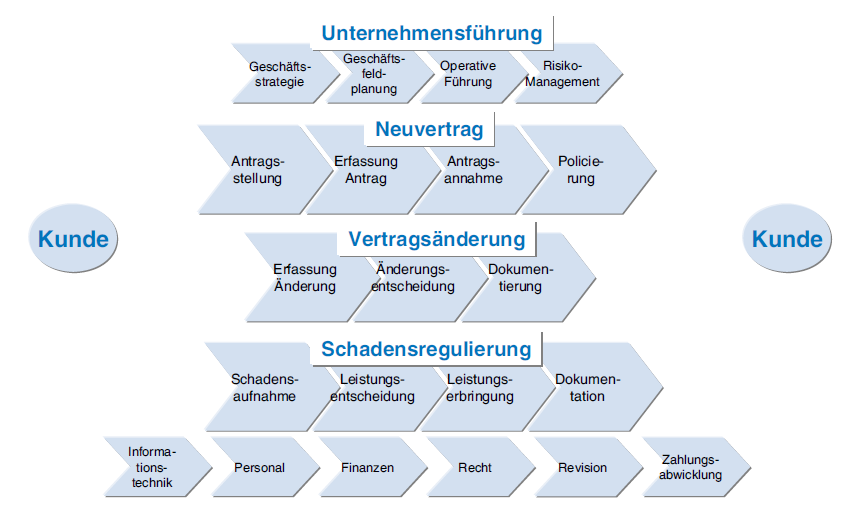 Unternehmensführung
Geschäfts-
strategie
Geschäfts-
feld-
planung
Operative
Führung
Risiko-
Management
Neuvertrag
Antrags-
stellung
Erfassung
Antrag
Antrags-
annahme
Policie-
rung
Kunde
Kunde
Vertragsänderung
Erfassung
Änderung
Änderungs-
entscheidung
Dokumen-
tierung
Schadensregulierung
Schadens-
aufnahme
Leistungs-
entscheidung
Leistungs-
erbringung
Dokumen-
tation
Informa-
tions-
technik
Personal
Finanzen
Recht
Revision
Zahlungs-
abwicklung